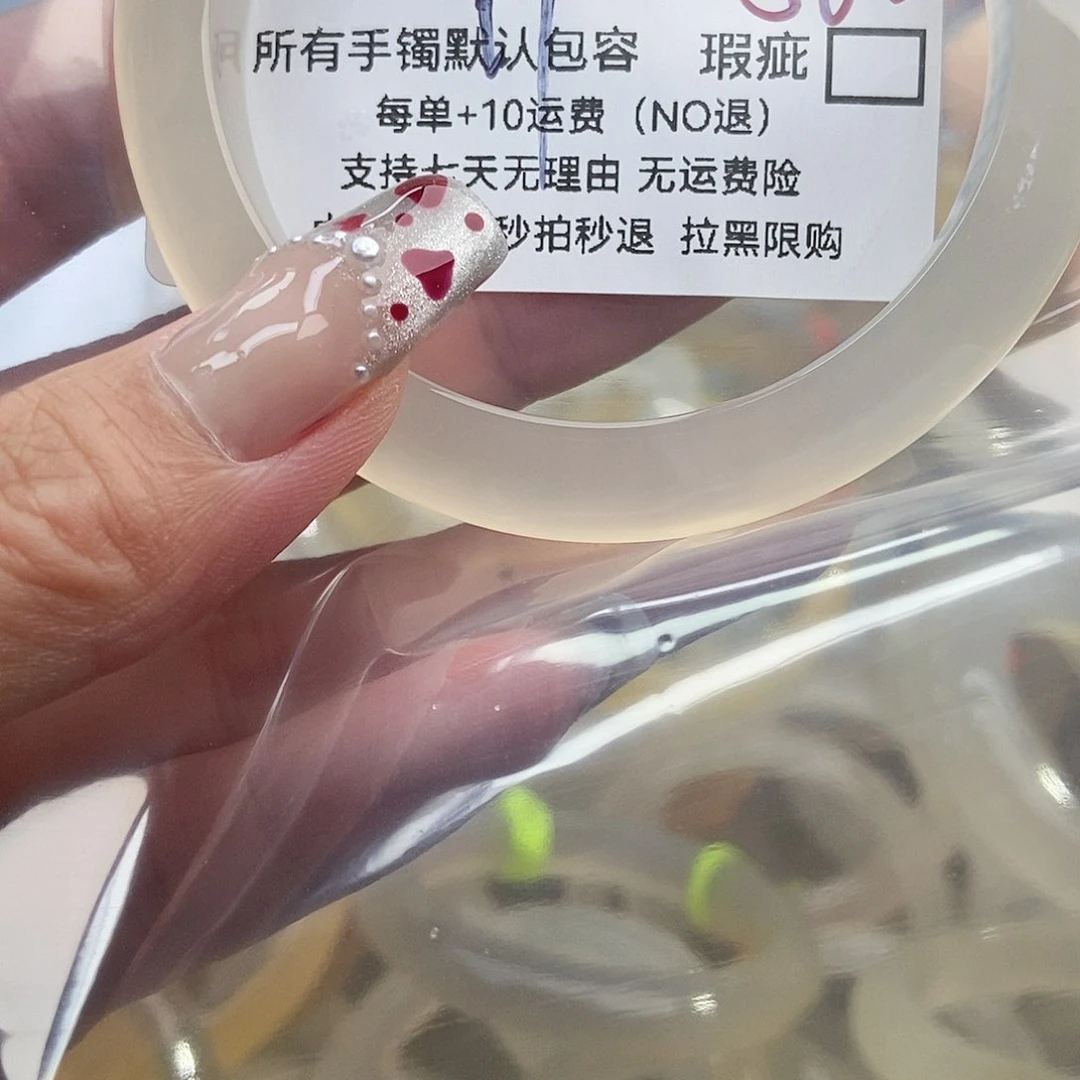 所有手镯默认包容 瑕疵
每单+10运费（NO退）
支持七天无理由 无运费险
秒拍秒退 拉黑限购